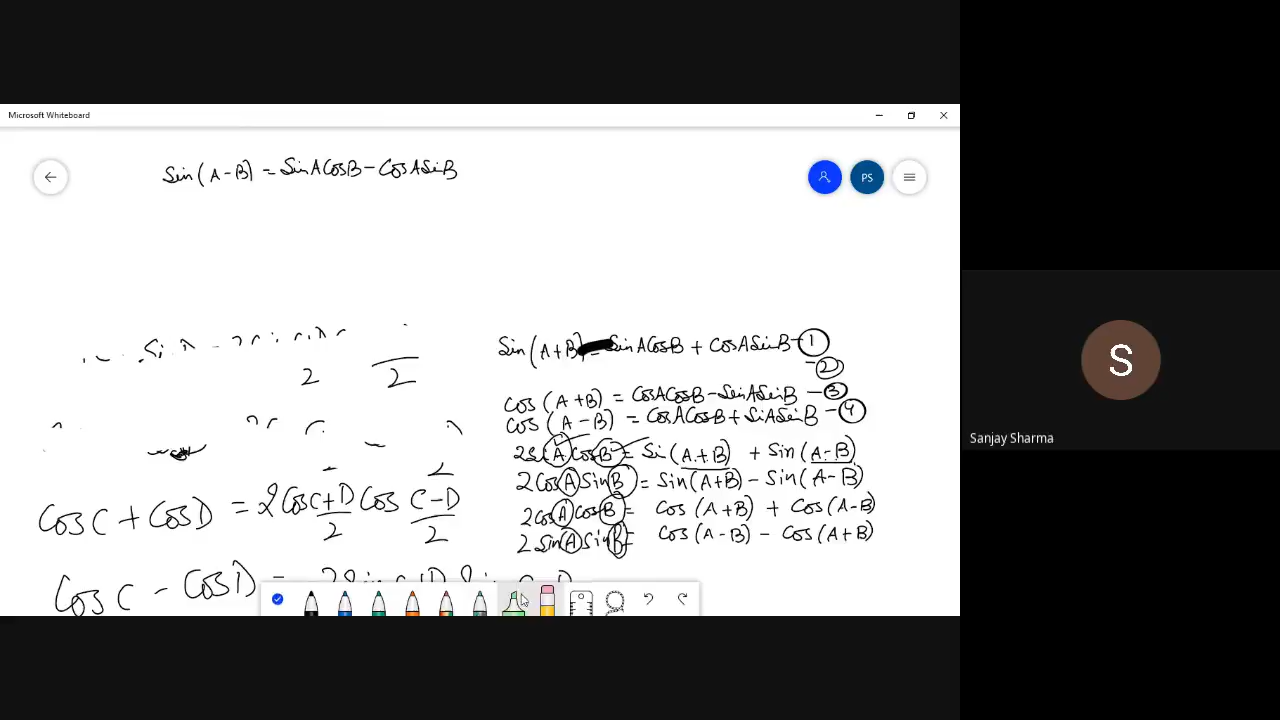 Microsoft Whiteboard
Sin(A-B) = SinACosB - CosASinB
PS
Sin(A+B) = SinACosB + CosASinB - 1
- 2
2 2
Cos(A+B) = CosACosB - SinASinB - 3
Cos(A-B) = CosACosB + SiASinB - 4
2SinACosB = Sin(A+B) + Sin(A-B)
2CosASinB = Sin(A+B) - Sin(A-B)
2CosACosB = Cos(A+B) + Cos(A-B)
2SinASinB = Cos(A-B) - Cos(A+B)
CosC + CosD = 2Cos C+D/2 Cos C-D/2
CosC - CosD =
S
Sanjay Sharma